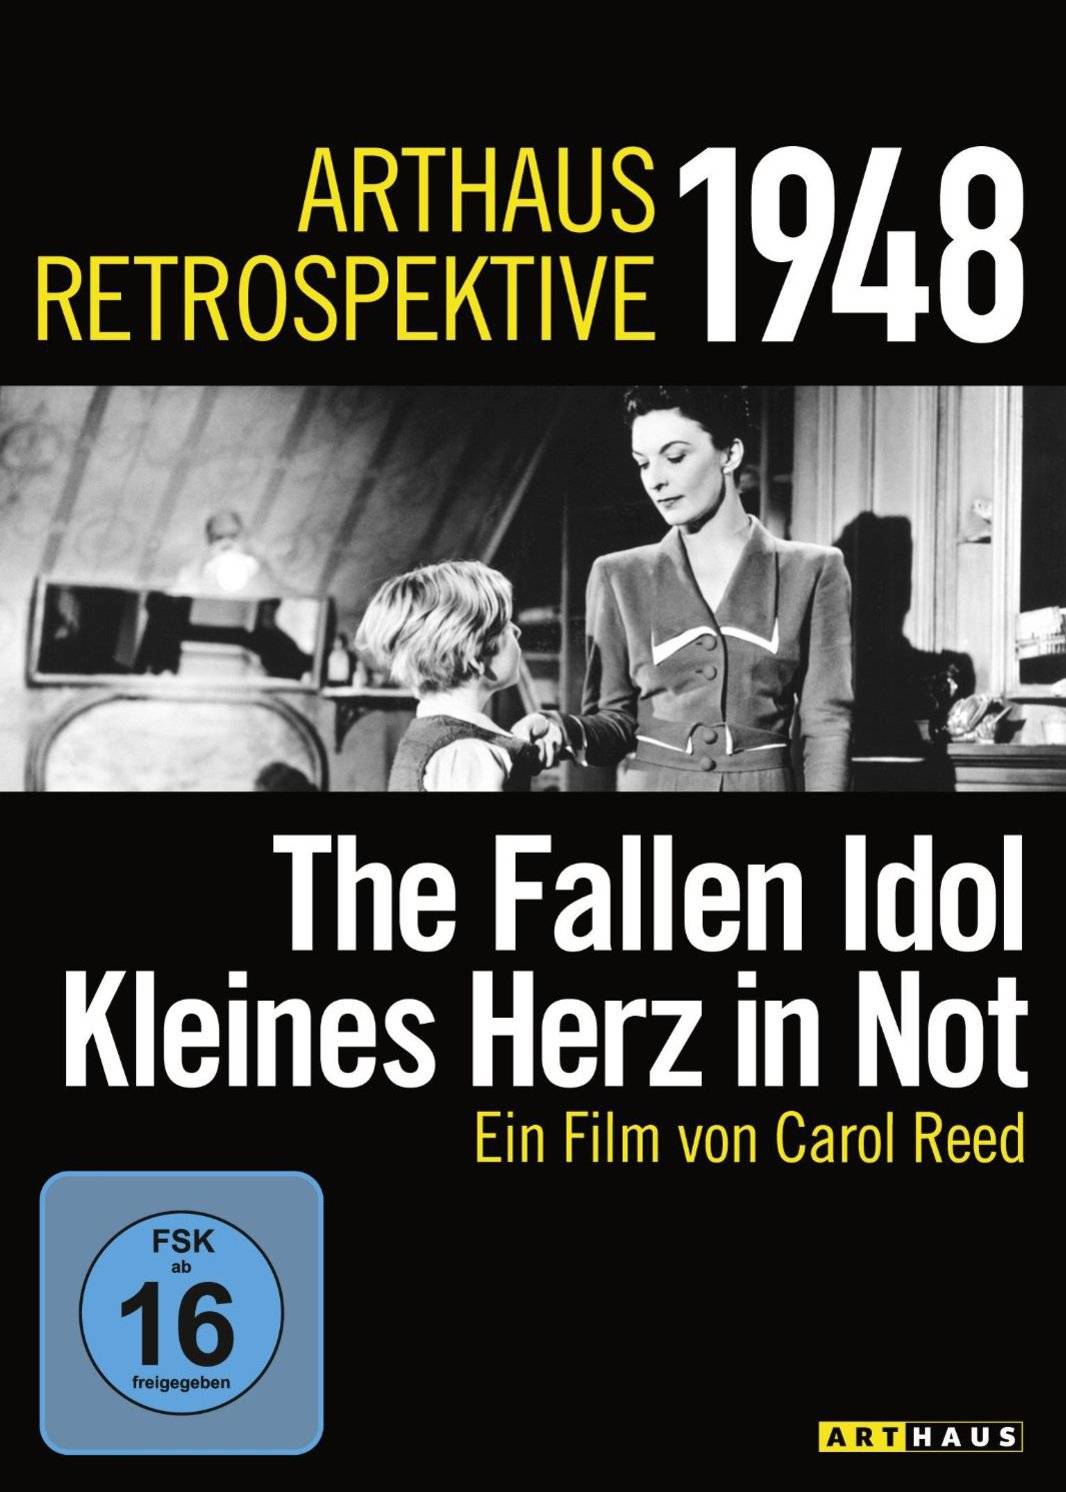 ARTHAUS
RETROSPEKTIVE
1948
The Fallen Idol
Kleines Herz in Not
Ein Film von Carol Reed
FSK
ab
16
freigegeben
ARTHAUS